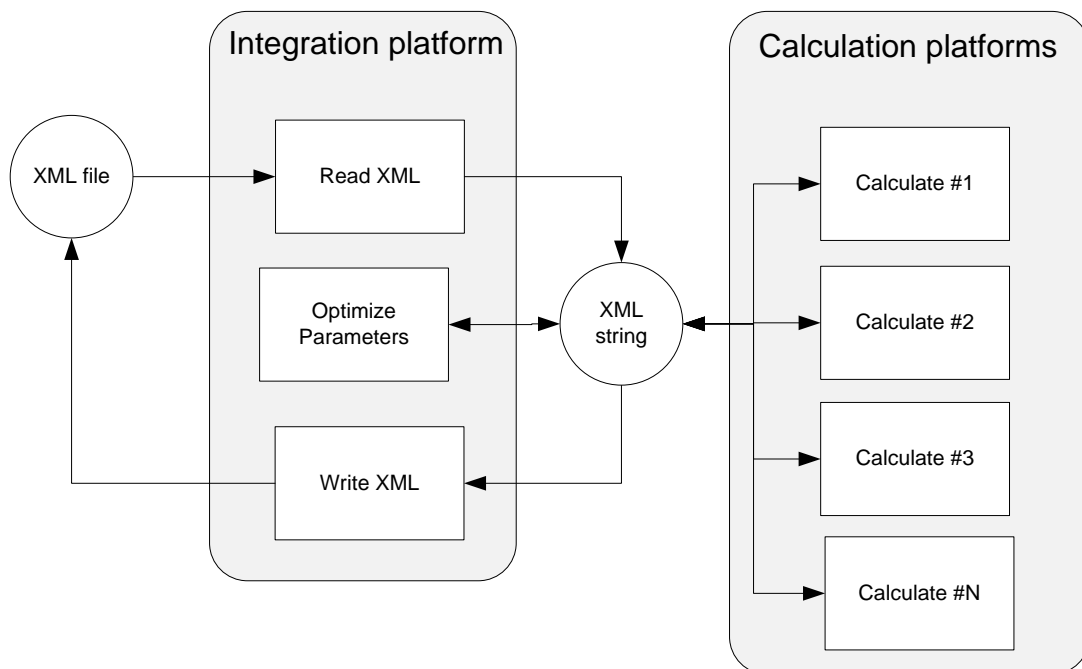 Integration platform
Calculation platforms
XML file
Read XML
Calculate #1
Optimize
Parameters
XML
string
Calculate #2
Write XML
Calculate #3
Calculate #N